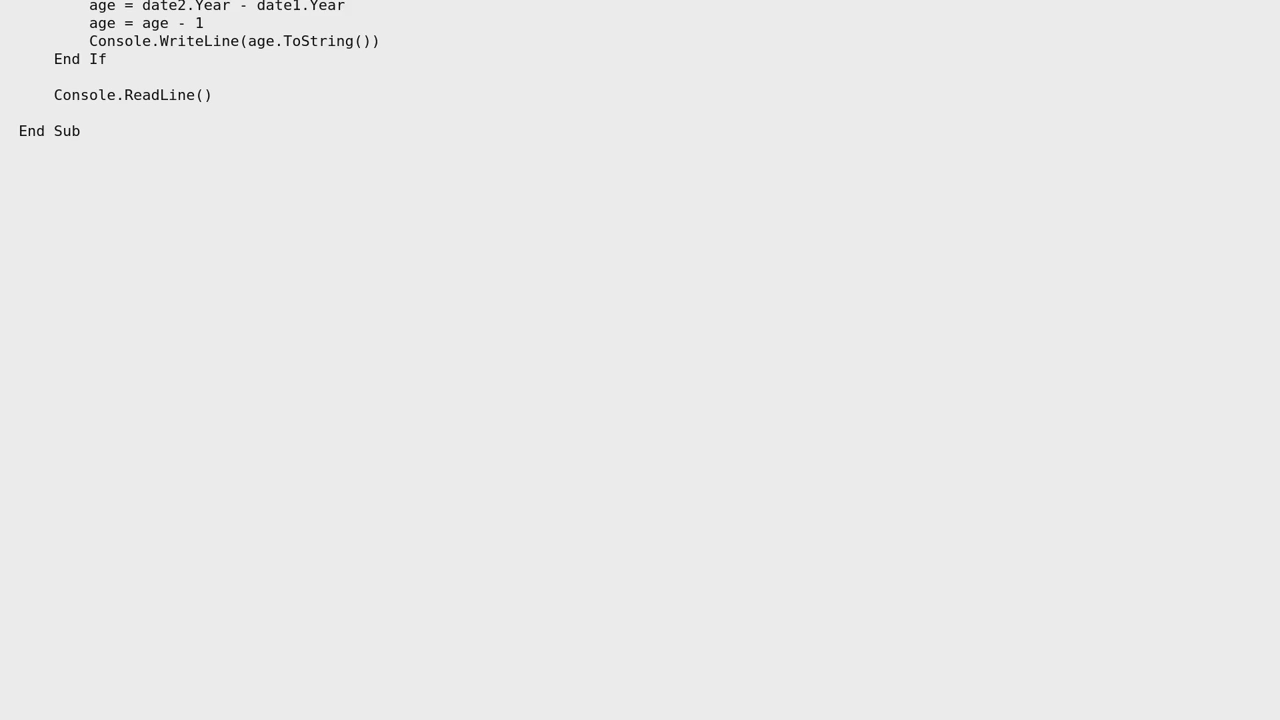 age = date2.Year - date1.Year
        age = age - 1
        Console.WriteLine(age.ToString())
    End If

    Console.ReadLine()

End Sub